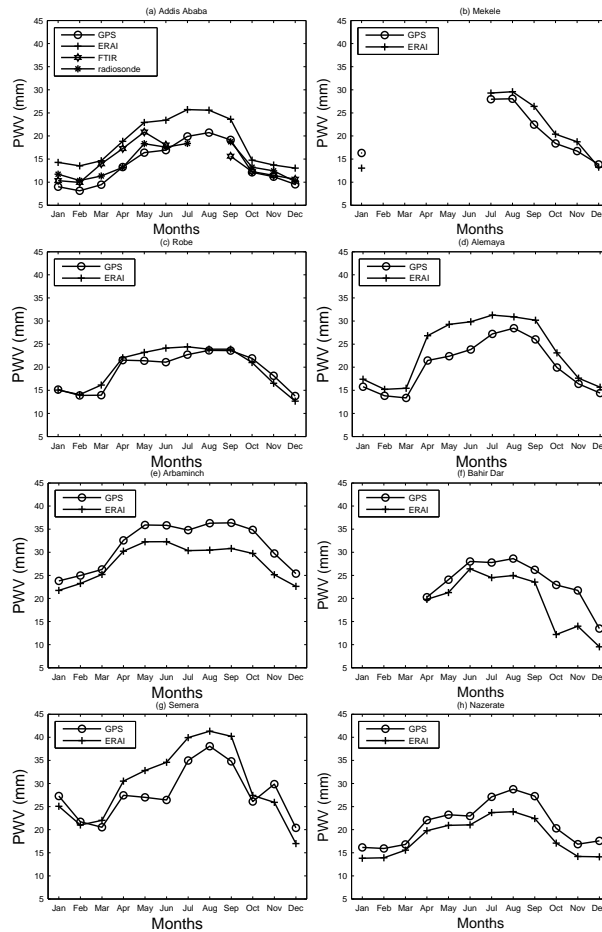 (a) Addis Ababa
45
40
35
30
25
20
15
10
5
PWV (mm)
GPS
ERAI
FTIR
radiosonde
Jan Feb Mar Apr May Jun Jul Aug Sep Oct Nov Dec
Months
(b) Mekele
45
40
35
30
25
20
15
10
5
PWV (mm)
GPS
ERAI
Jan Feb Mar Apr May Jun Jul Aug Sep Oct Nov Dec
Months
(c) Robe
45
40
35
30
25
20
15
10
5
PWV (mm)
GPS
ERAI
Jan Feb Mar Apr May Jun Jul Aug Sep Oct Nov Dec
Months
(d) Alemaya
45
40
35
30
25
20
15
10
5
PWV (mm)
GPS
ERAI
Jan Feb Mar Apr May Jun Jul Aug Sep Oct Nov Dec
Months
(e) Arbaminch
45
40
35
30
25
20
15
10
5
PWV (mm)
GPS
ERAI
Jan Feb Mar Apr May Jun Jul Aug Sep Oct Nov Dec
Months
(f) Bahir Dar
45
40
35
30
25
20
15
10
5
PWV (mm)
GPS
ERAI
Jan Feb Mar Apr May Jun Jul Aug Sep Oct Nov Dec
Months
(g) Semera
45
40
35
30
25
20
15
10
5
PWV (mm)
GPS
ERAI
Jan Feb Mar Apr May Jun Jul Aug Sep Oct Nov Dec
Months
(h) Nazerate
45
40
35
30
25
20
15
10
5
PWV (mm)
GPS
ERAI
Jan Feb Mar Apr May Jun Jul Aug Sep Oct Nov Dec
Months